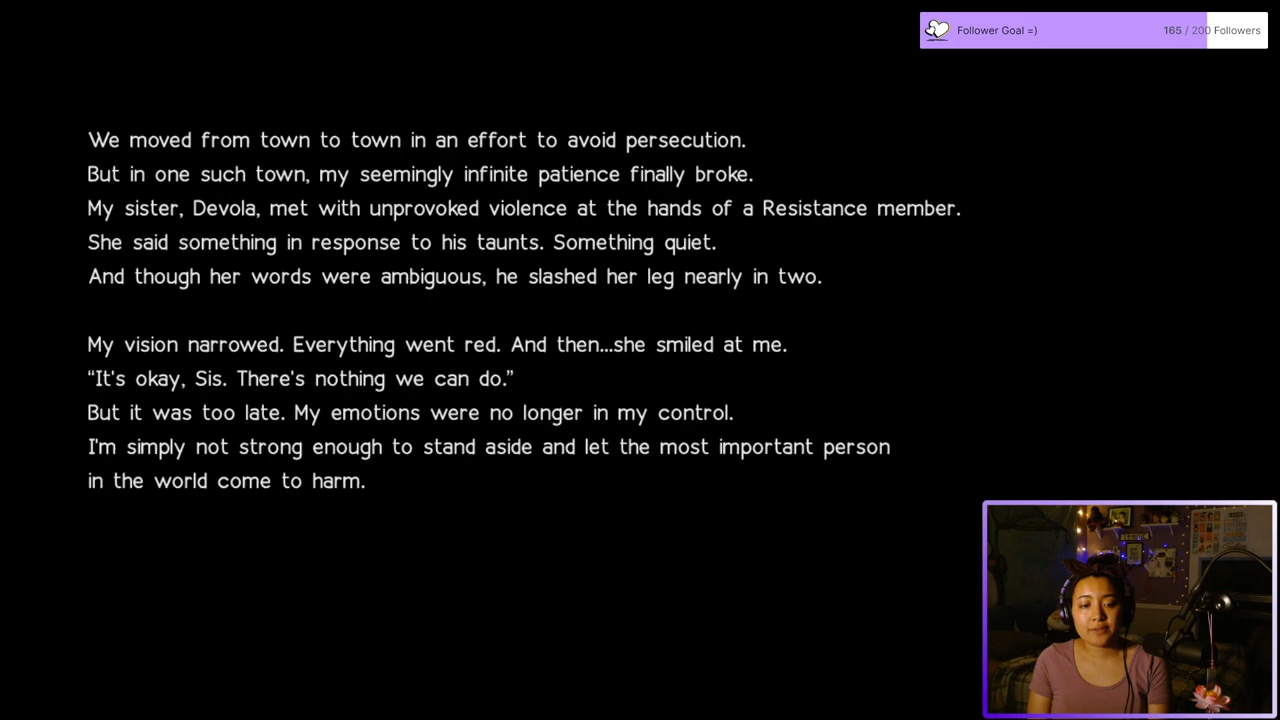 Follower Goal =)
165 / 200 Followers
We moved from town to town in an effort to avoid persecution.
But in one such town, my seemingly infinite patience finally broke.
My sister, Devola, met with unprovoked violence at the hands of a Resistance member.
She said something in response to his taunts. Something quiet.
And though her words were ambiguous, he slashed her leg nearly in two.
My vision narrowed. Everything went red. And then...she smiled at me.
“It's okay, Sis. There's nothing we can do.”
But it was too late. My emotions were no longer in my control.
I'm simply not strong enough to stand aside and let the most important person
in the world come to harm.